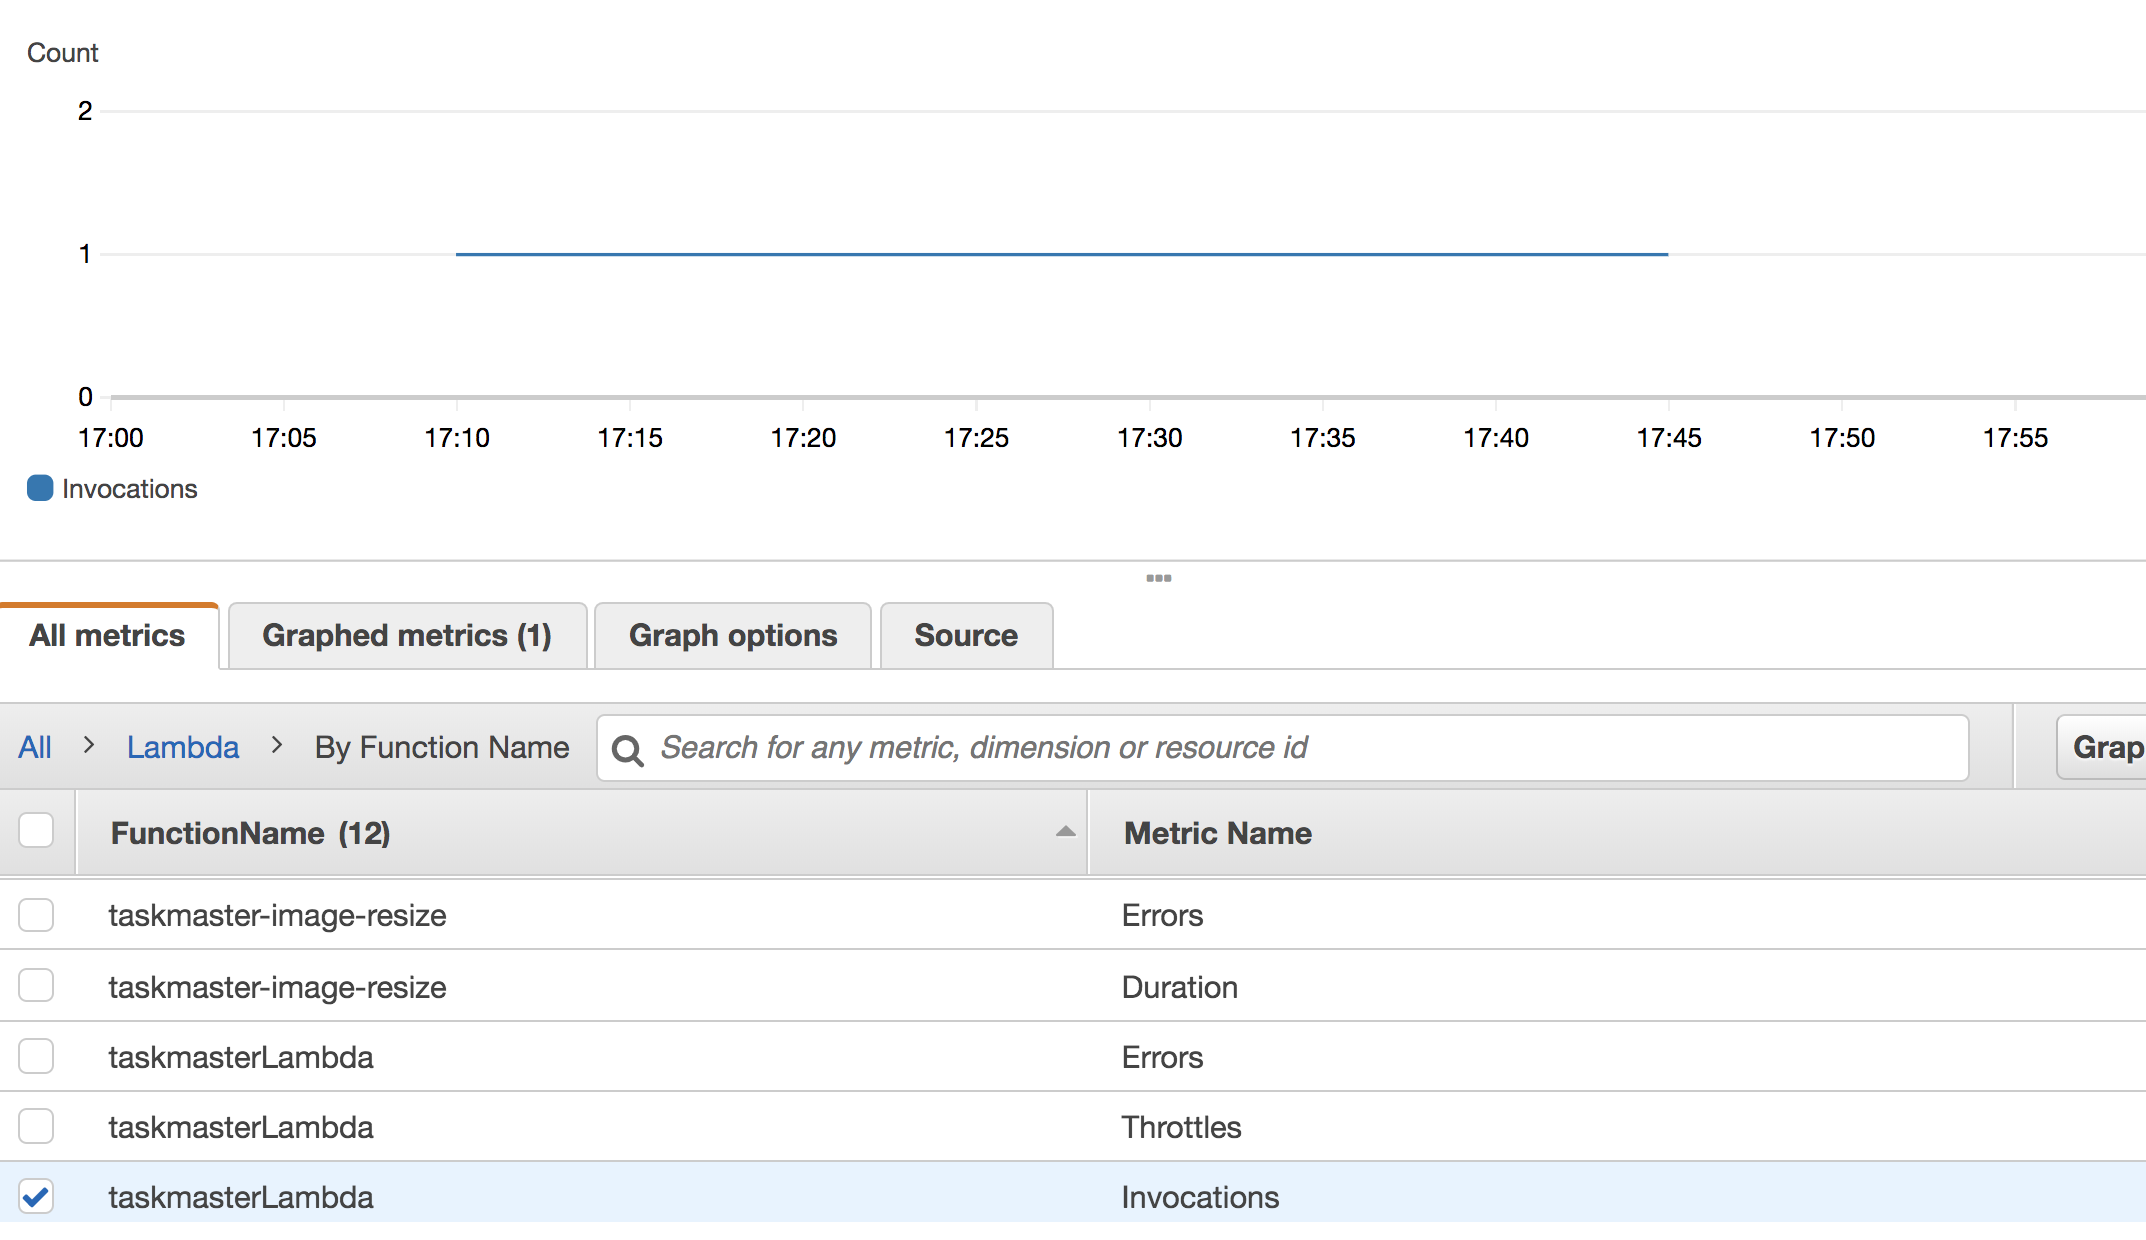 Count
2
1
0
17:00 17:05 17:10 17:15 17:20 17:25 17:30 17:35 17:40 17:45 17:50 17:55
Invocations
All metrics Graphed metrics (1) Graph options Source
All > Lambda > By Function Name Search for any metric, dimension or resource id Grap
FunctionName (12) Metric Name
taskmaster-image-resize Errors
taskmaster-image-resize Duration
taskmasterLambda Errors
taskmasterLambda Throttles
taskmasterLambda Invocations